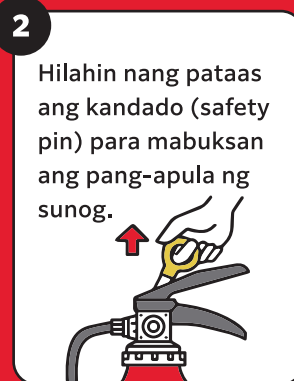 2
Hilahin nang pataas
ang kandado (safety
pin) para mabuksan
ang pang-apula ng
sunog.